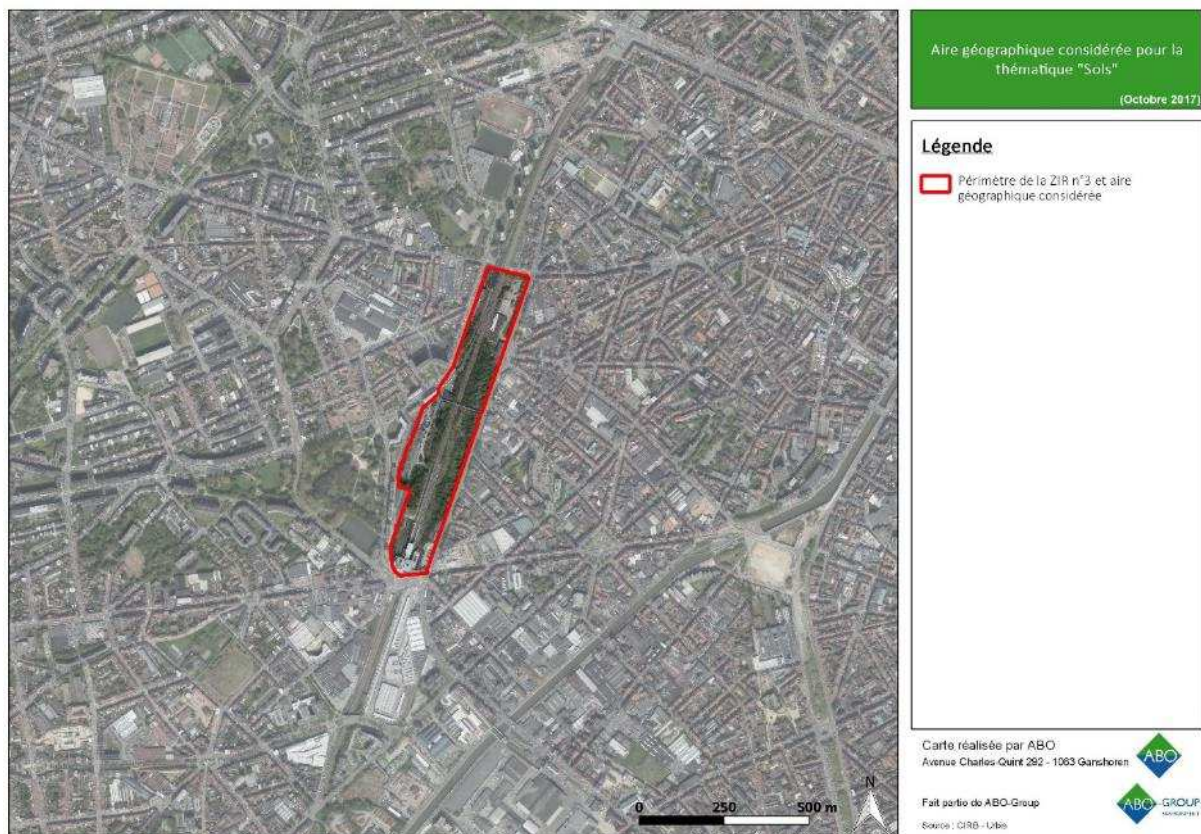 Aire géographique considérée pour la
thématique "Sols"
(Octobre 2017)
Légende
Périmètre de la ZIR n°3 et aire
géographique considérée
Carte réalisée par ABO
Avenue Charles-Quint 292 - 1083 Ganshoren
ABO
Fait partie de ABO-Group
ABO-GROUP
Source : CIRB - Urbis
N
0 250 500 m